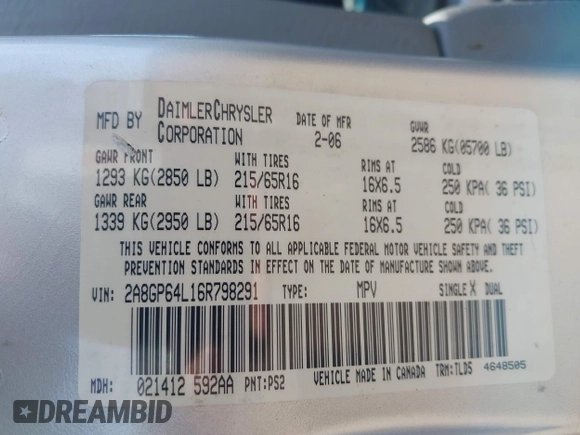 MFD BY DAIMLERCHRYSLER CORPORATION DATE OF MFR 2-06 GVWR 2586 KG(05700 LB)
GAWR FRONT WITH TIRES RIMS AT COLD
1293 KG(2850 LB) 215/65R16 16X6.5 250 KPA( 36 PSI)
GAWR REAR WITH TIRES RIMS AT COLD
1339 KG(2950 LB) 215/65R16 16X6.5 250 KPA( 36 PSI)
THIS VEHICLE CONFORMS TO ALL APPLICABLE FEDERAL MOTOR VEHICLE SAFETY AND THEFT
PREVENTION STANDARDS IN EFFECT ON THE DATE OF MANUFACTURE SHOWN ABOVE.
VIN: 2A8GP64L16R798291 TYPE: MPV SINGLE X DUAL
MDH: 021412 592AA PNT:PS2 VEHICLE MADE IN CANADA TRM:TLD5 4648505
DREAMBID